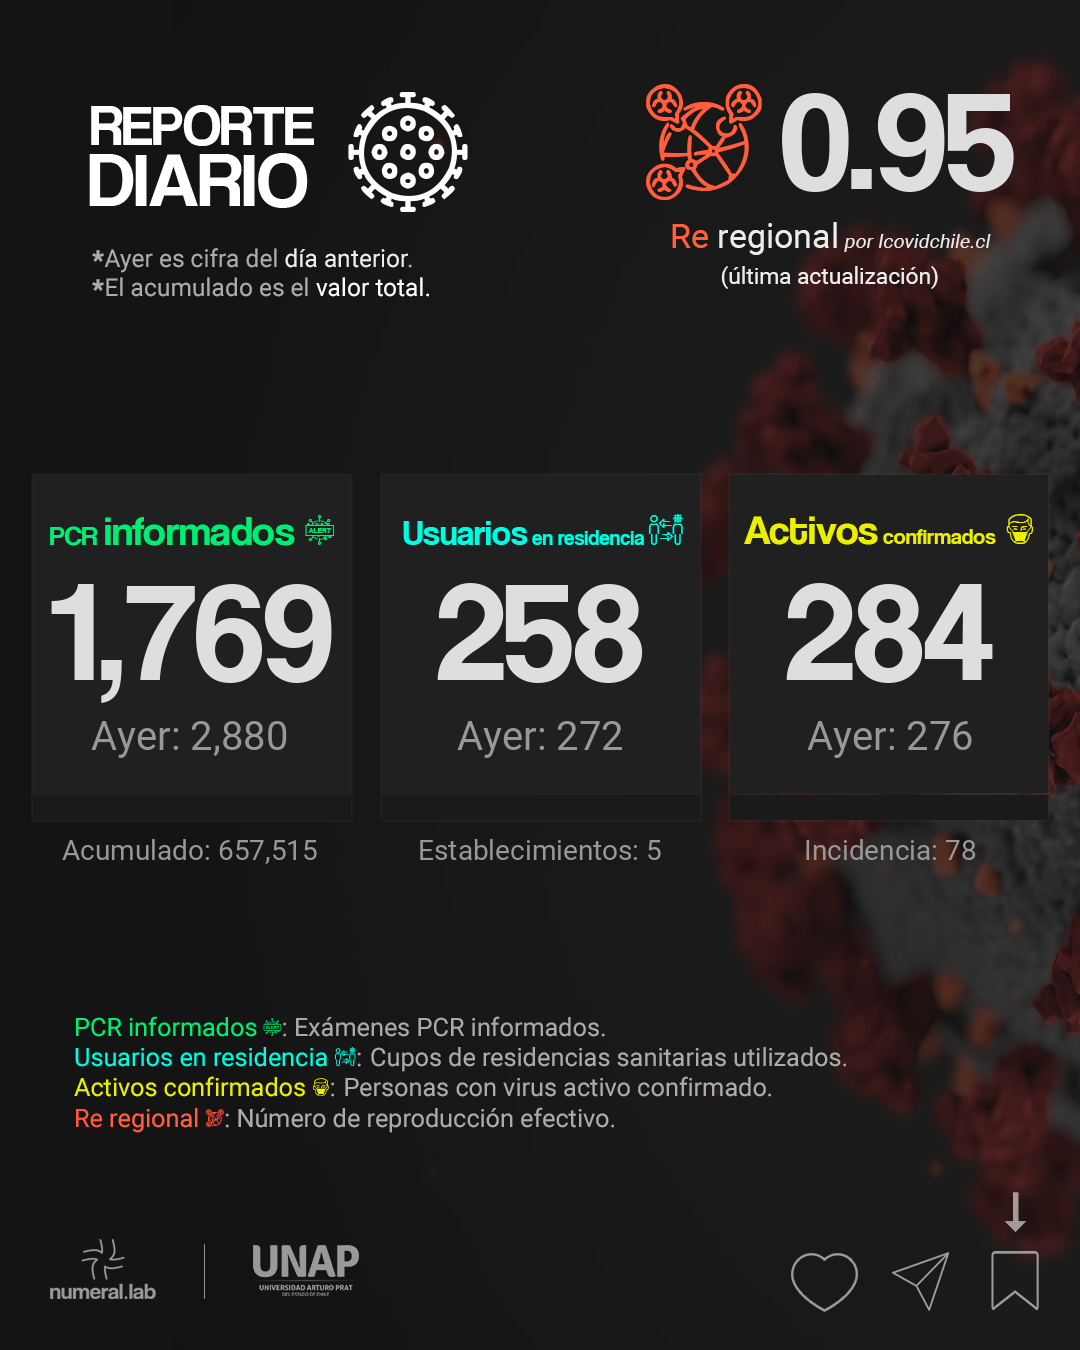 REPORTE
DIARIO
*Ayer es cifra del día anterior.
*El acumulado es el valor total.
0.95
Re regional por Icovidchile.cl
(última actualización)
PCR informados ALERT
1,769
Ayer: 2,880
Acumulado: 657,515
Usuarios en residencia
258
Ayer: 272
Establecimientos: 5
Activos confirmados
284
Ayer: 276
Incidencia: 78
PCR informados ALERT: Exámenes PCR informados.
Usuarios en residencia : Cupos de residencias sanitarias utilizados.
Activos confirmados : Personas con virus activo confirmado.
Re regional : Número de reproducción efectivo.
numeral.lab
UNAP
UNIVERSIDAD ARTURO PRAT
DEL ESTADO DE CHILE